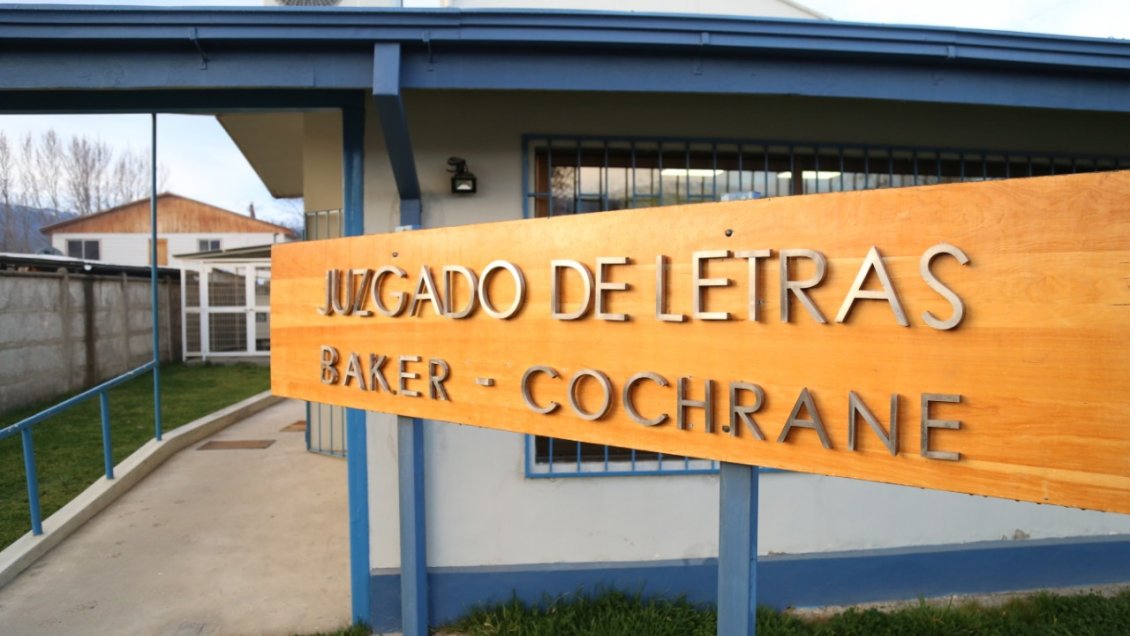 JUZGADO DE LETRAS
BAKER - COCHRANE